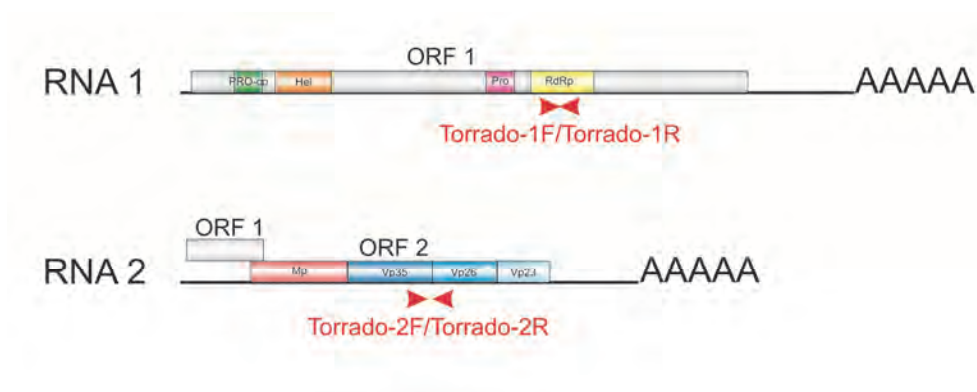 ORF 1
RNA 1 PRO-co Hel Pro RdRp AAAAA
Torrado-1F/Torrado-1R
ORF 1
ORF 2
RNA 2 Mp Vp35 Vp26 Vp23 AAAAA
Torrado-2F/Torrado-2R